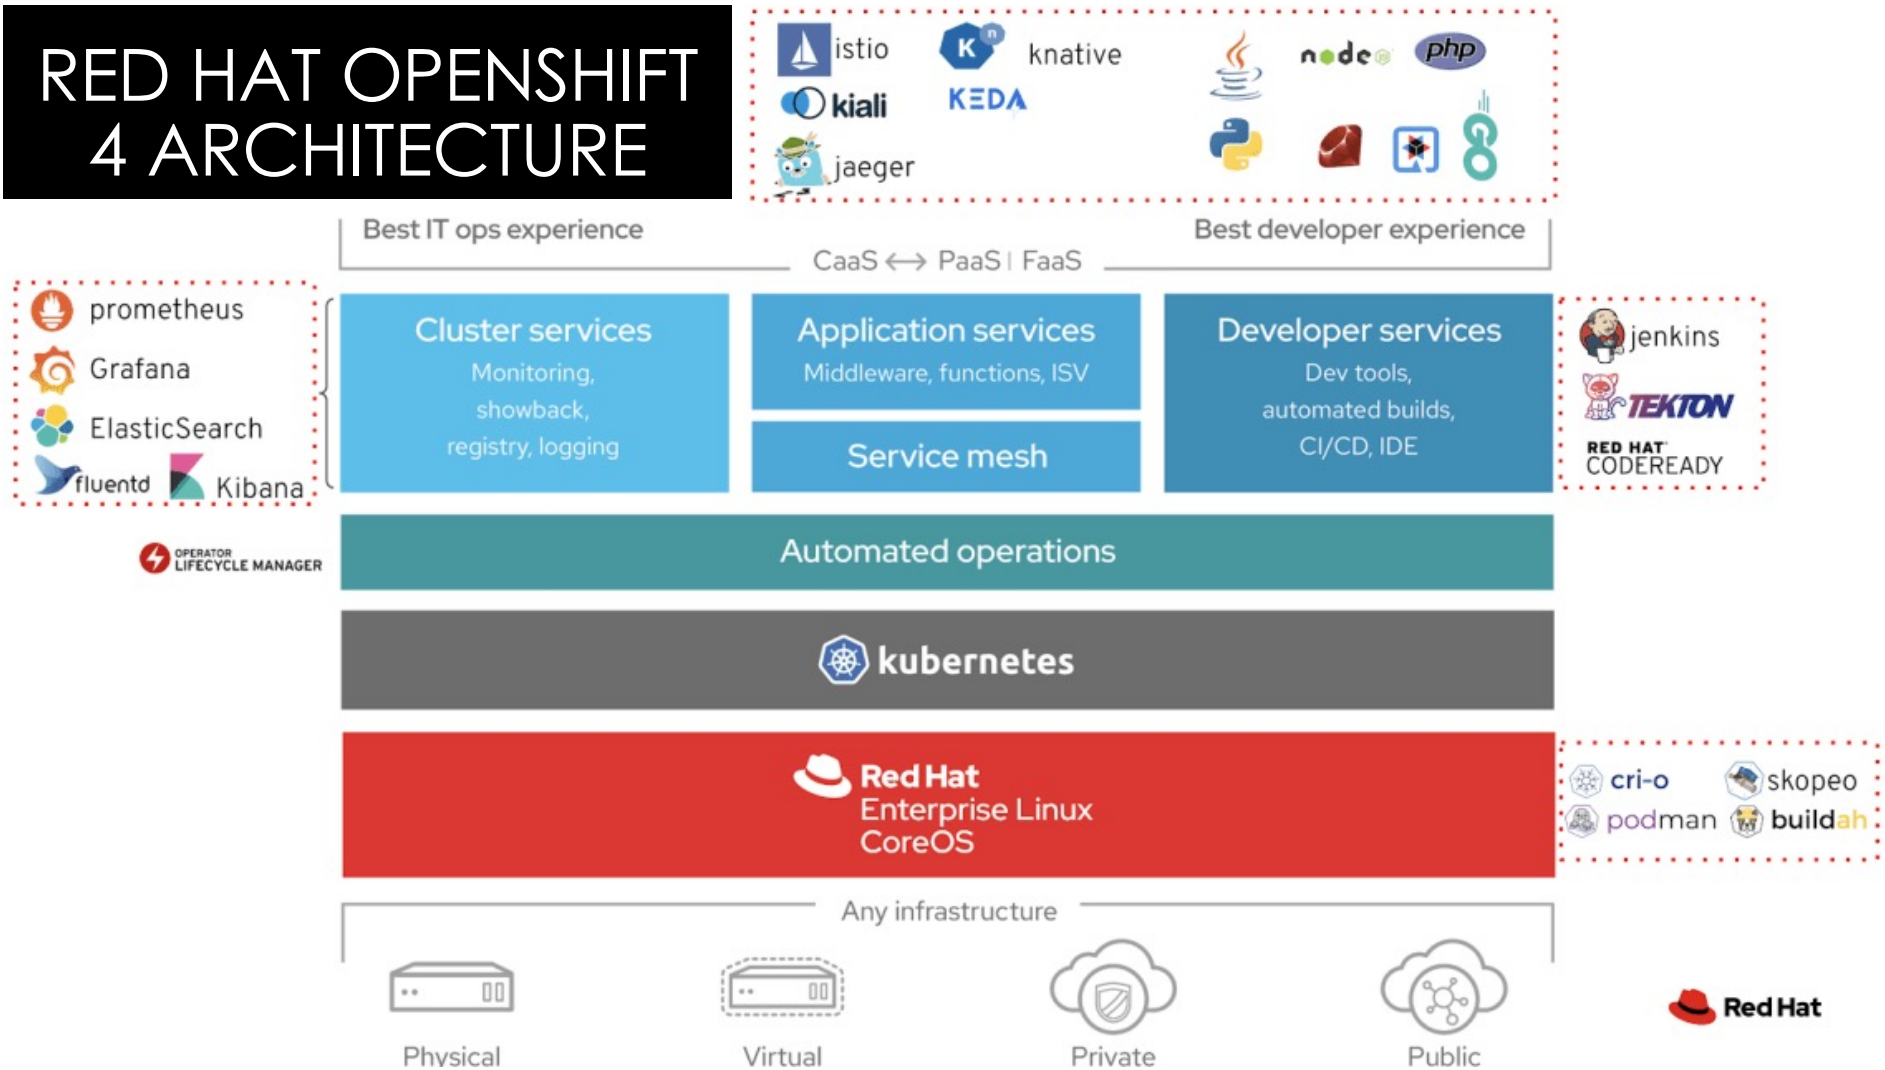 RED HAT OPENSHIFT
4 ARCHITECTURE
istio
kiali
jaeger
K n knative
KEDA
node JS
php
GO
Best IT ops experience
Best developer experience
CaaS ↔ PaaS | FaaS
prometheus
Grafana
ElasticSearch
fluentd Kibana
Cluster services
Monitoring,
showback,
registry, logging
Application services
Middleware, functions, ISV
Service mesh
Developer services
Dev tools,
automated builds,
CI/CD, IDE
jenkins
TEKTON
RED HAT
CODEREADY
OPERATOR
LIFECYCLE MANAGER
Automated operations
kubernetes
Red Hat
Enterprise Linux
CoreOS
cri-o skopeo
podman buildah
Any infrastructure
Physical
Virtual
Private
Public
Red Hat